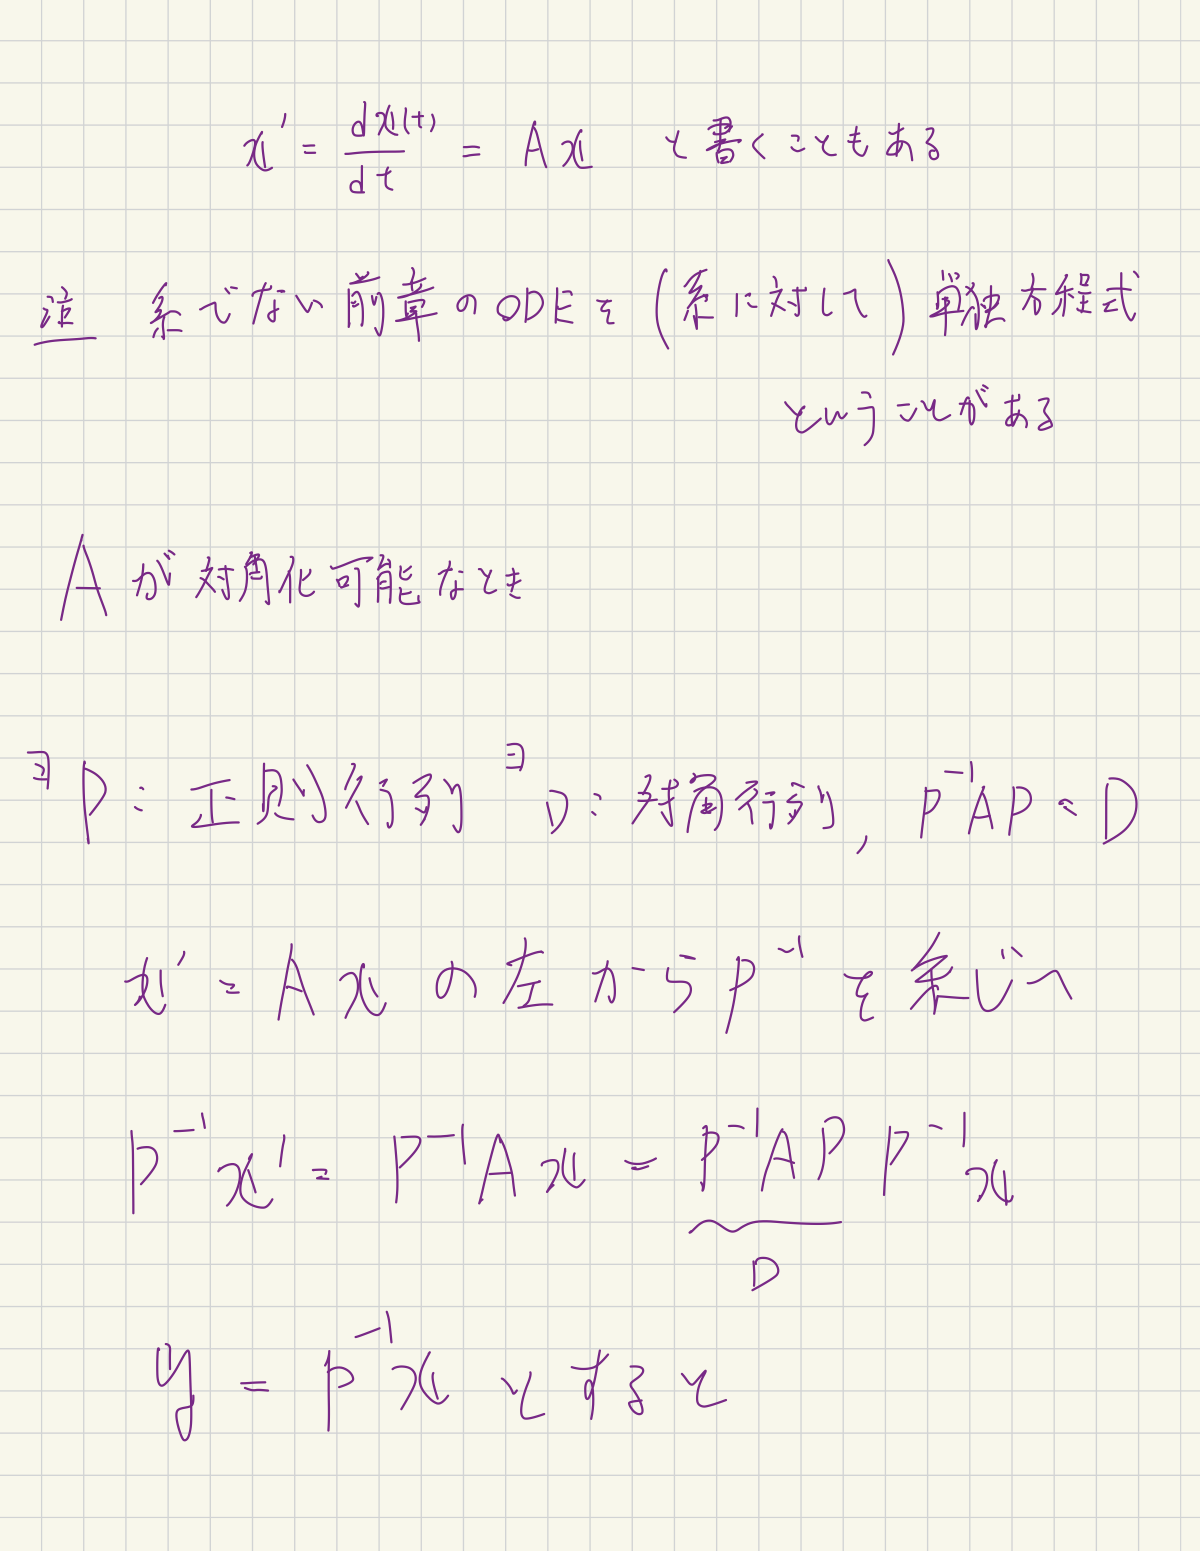 x' = dx(t)/dt = Ax と書くこともある
注 系でない前章のODEを(系に対して)単独方程式
ということがある
Aが対角化可能なとき
∃P:正則行列 ∃D:対角行列, P⁻¹AP = D
x' = Ax の左からP⁻¹を乗じへ
P⁻¹x' = P⁻¹Ax = P⁻¹AP P⁻¹x
D
y = P⁻¹x とすると